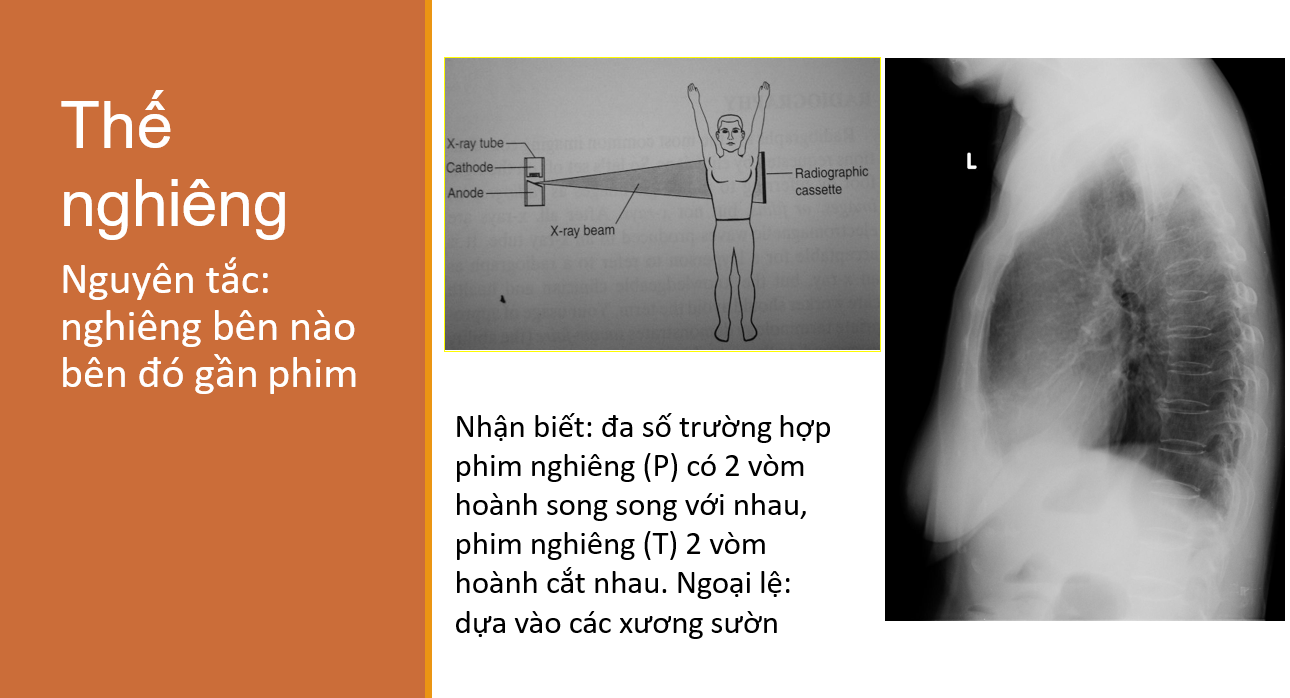 Thế
nghiêng
Nguyên tắc:
nghiêng bên nào
bên đó gần phim
X-ray tube
Cathode
Anode
X-ray beam
Radiographic
cassette
L
Nhận biết: đa số trường hợp
phim nghiêng (P) có 2 vòm
hoành song song với nhau,
phim nghiêng (T) 2 vòm
hoành cắt nhau. Ngoại lệ:
dựa vào các xương sườn